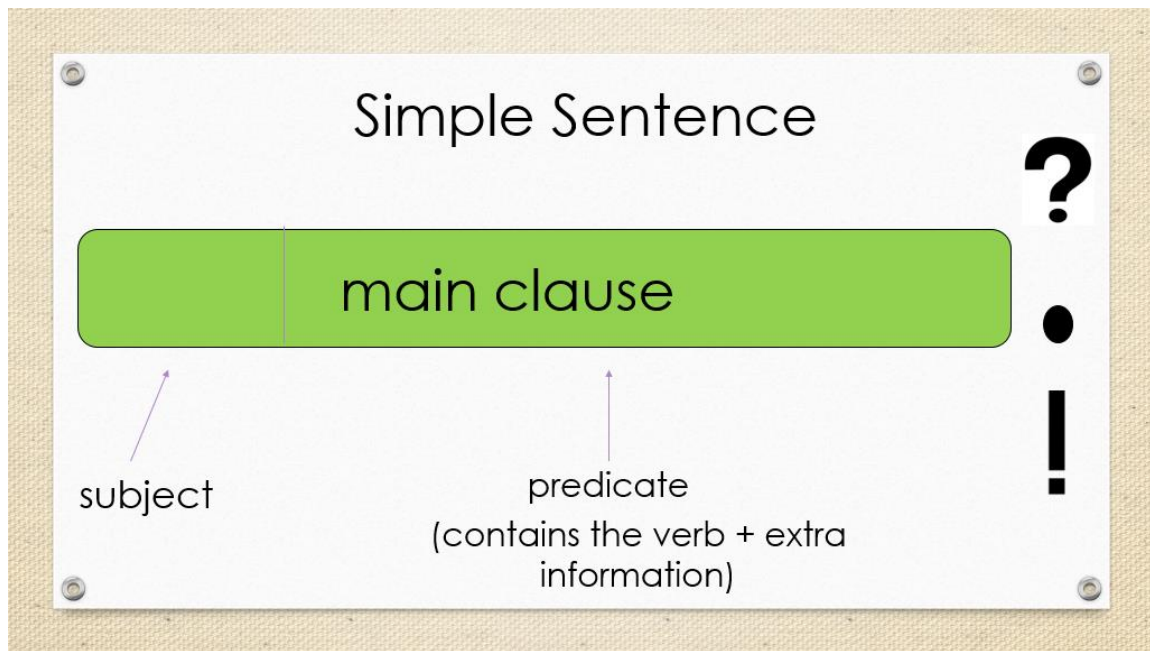 Simple Sentence
?
main clause
.
!
subject
predicate
(contains the verb + extra
information)